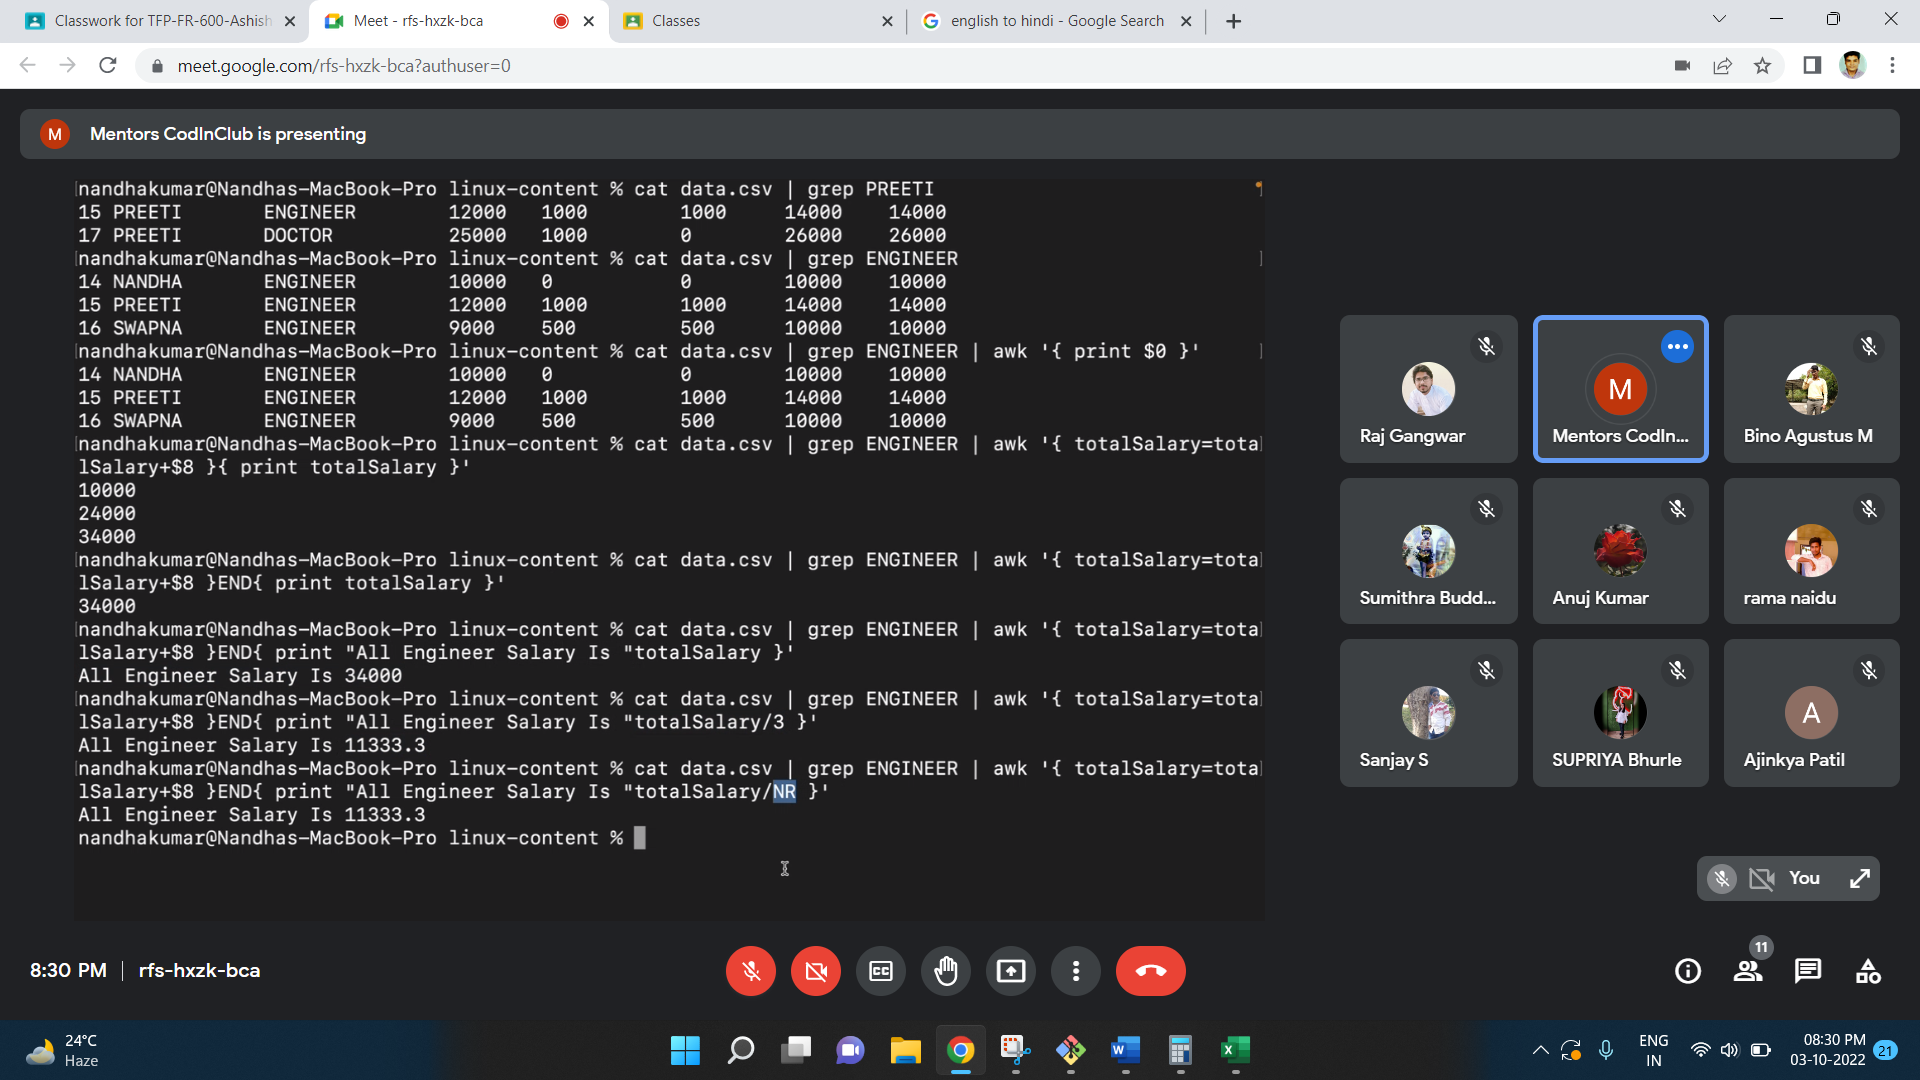 Classwork for TFP-FR-600-Ashish
Meet - rfs-hxzk-bca
Classes
english to hindi - Google Search
meet.google.com/rfs-hxzk-bca?authuser=0
M
Mentors CodInClub is presenting
nandhakumar@Nandhas-MacBook-Pro linux-content % cat data.csv | grep PREETI
15 PREETI ENGINEER 12000 1000 1000 14000 14000
17 PREETI DOCTOR 25000 1000 0 26000 26000
nandhakumar@Nandhas-MacBook-Pro linux-content % cat data.csv | grep ENGINEER
14 NANDHA ENGINEER 10000 0 0 10000 10000
15 PREETI ENGINEER 12000 1000 1000 14000 14000
16 SWAPNA ENGINEER 9000 500 500 10000 10000
nandhakumar@Nandhas-MacBook-Pro linux-content % cat data.csv | grep ENGINEER | awk '{ print $0 }'
14 NANDHA ENGINEER 10000 0 0 10000 10000
15 PREETI ENGINEER 12000 1000 1000 14000 14000
16 SWAPNA ENGINEER 9000 500 500 10000 10000
nandhakumar@Nandhas-MacBook-Pro linux-content % cat data.csv | grep ENGINEER | awk '{ totalSalary=tota
lSalary+$8 }{ print totalSalary }'
10000
24000
34000
nandhakumar@Nandhas-MacBook-Pro linux-content % cat data.csv | grep ENGINEER | awk '{ totalSalary=tota
lSalary+$8 }END{ print totalSalary }'
34000
nandhakumar@Nandhas-MacBook-Pro linux-content % cat data.csv | grep ENGINEER | awk '{ totalSalary=tota
lSalary+$8 }END{ print "All Engineer Salary Is "totalSalary }'
All Engineer Salary Is 34000
nandhakumar@Nandhas-MacBook-Pro linux-content % cat data.csv | grep ENGINEER | awk '{ totalSalary=tota
lSalary+$8 }END{ print "All Engineer Salary Is "totalSalary/3 }'
All Engineer Salary Is 11333.3
nandhakumar@Nandhas-MacBook-Pro linux-content % cat data.csv | grep ENGINEER | awk '{ totalSalary=tota
lSalary+$8 }END{ print "All Engineer Salary Is "totalSalary/NR }'
All Engineer Salary Is 11333.3
nandhakumar@Nandhas-MacBook-Pro linux-content %
Raj Gangwar
M
Mentors CodIn...
Bino Agustus M
Sumithra Budd...
Anuj Kumar
rama naidu
Sanjay S
SUPRIYA Bhurle
A
Ajinkya Patil
You
8:30 PM | rfs-hxzk-bca
CC
11
24°C
Haze
ENG
IN
08:30 PM
03-10-2022
21